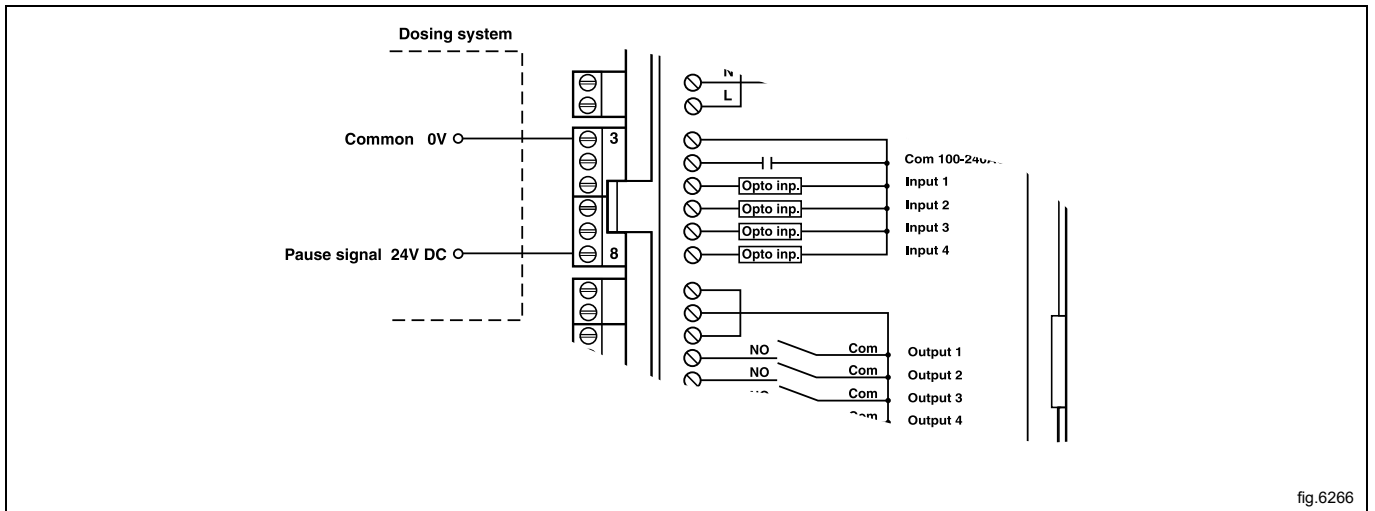 Dosing system
L
Common 0V
3
Com
Input 1
Opto inp.
Input 2
Opto inp.
Input 3
Opto inp.
Pause signal 24V DC
8
Opto inp.
Input 4
NO
Com
Output 1
NO
Com
Output 2
Com
Output 3
Output 4
fig.6266